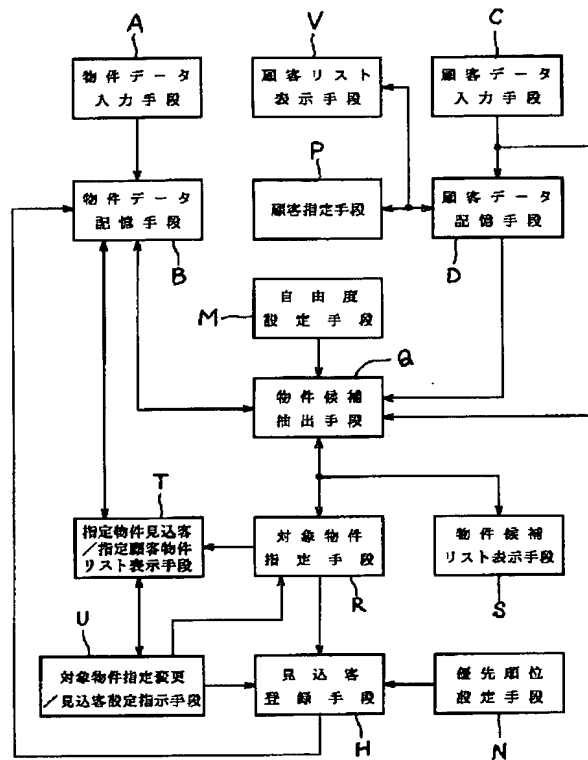 A
V
C
物件データ
入力手段
顧客リスト
表示手段
顧客データ
入力手段
P
物件データ
記憶手段
顧客指定手段
顧客データ
記憶手段
B
D
M
自由度
設定手段
Q
物件候補
抽出手段
T
指定物件見込客
／指定顧客物件
リスト表示手段
対象物件
指定手段
物件候補
リスト表示手段
R
S
U
対象物件指定変更
／見込客設定指示手段
見込客
登録手段
優先順位
設定手段
H
N